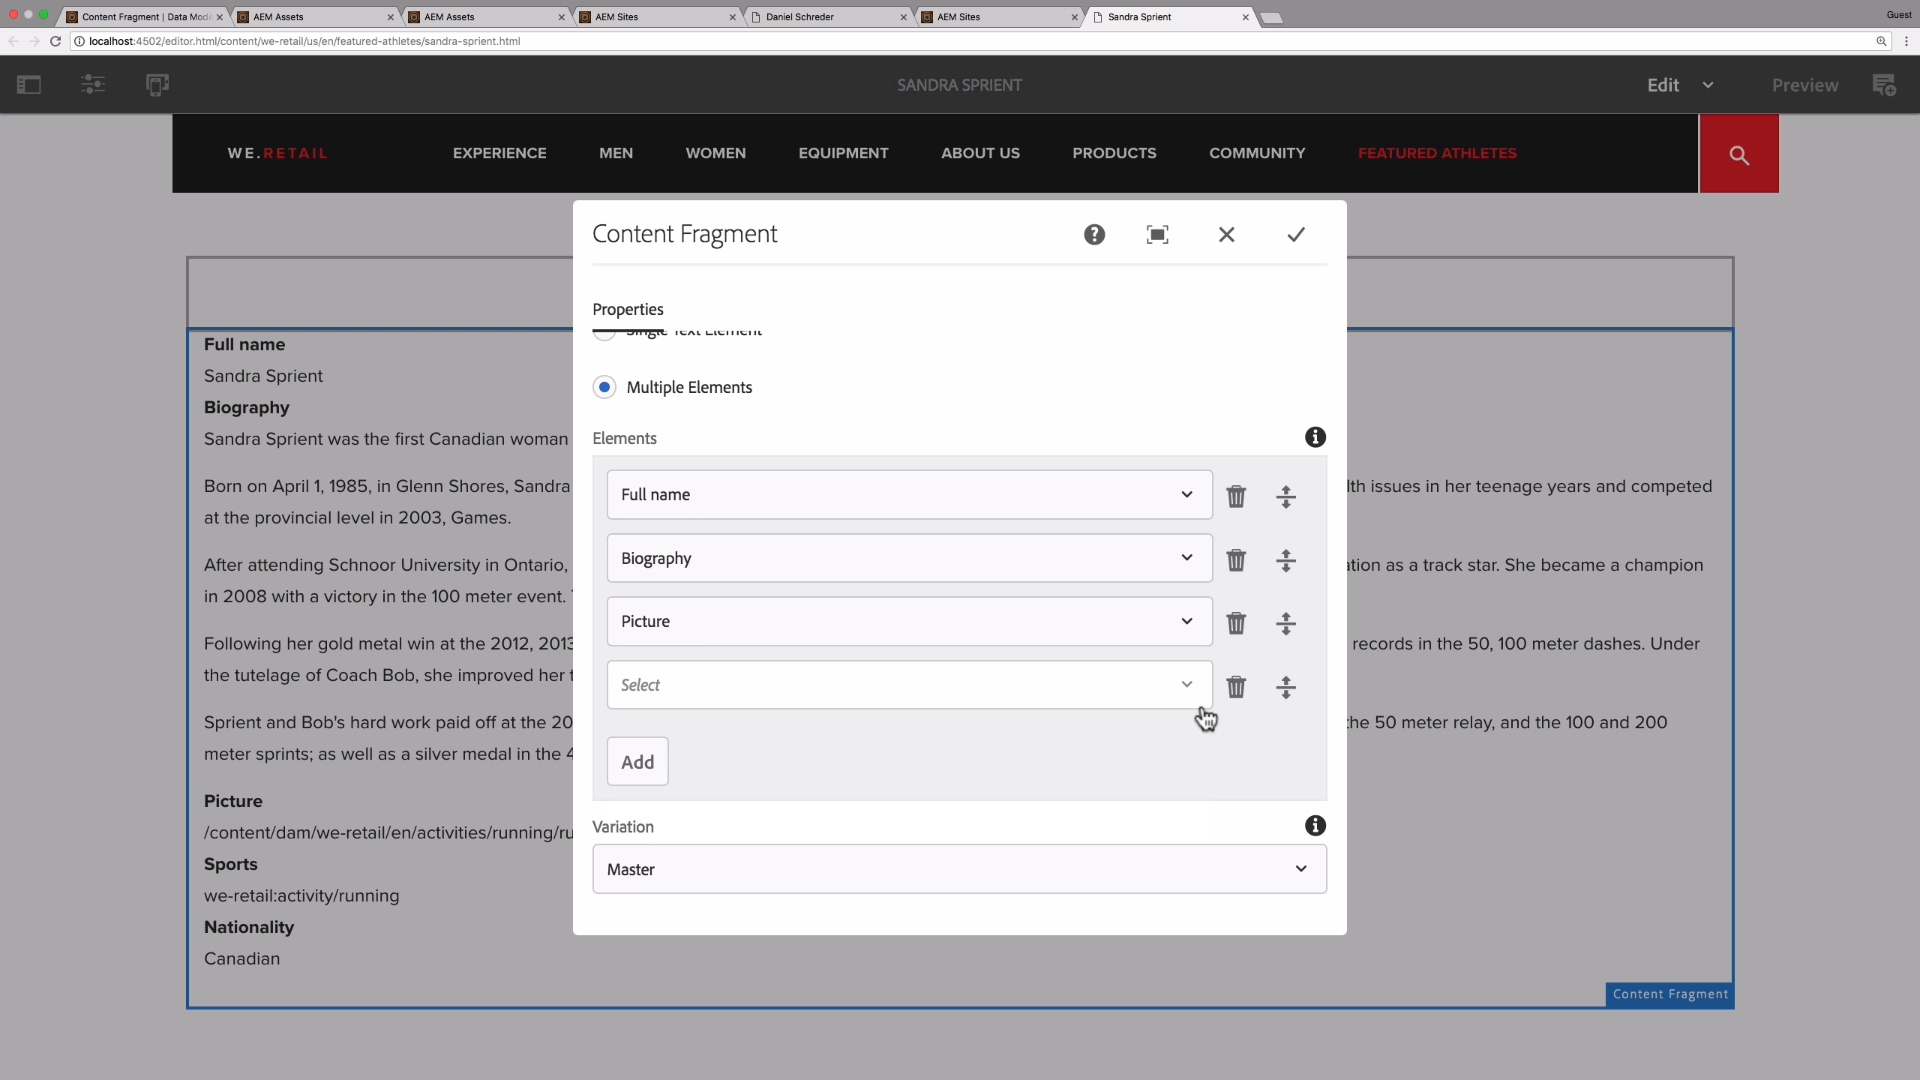 Content Fragment | Data Mode
AEM Assets
AEM Assets
AEM Sites
Daniel Schreder
AEM Sites
Sandra Sprient
Guest
localhost:4502/editor.html/content/we-retail/us/en/featured-athletes/sandra-sprient.html
SANDRA SPRIENT
Edit
Preview
WE.RETAIL
EXPERIENCE
MEN
WOMEN
EQUIPMENT
ABOUT US
PRODUCTS
COMMUNITY
FEATURED ATHLETES
Content Fragment
Properties
Single Text Element
Multiple Elements
Elements
Full name
Biography
Picture
Select
Add
Variation
Master
Full name
Sandra Sprient
Biography
Sandra Sprient was the first Canadian woman
Born on April 1, 1985, in Glenn Shores, Sandra lth issues in her teenage years and competed
at the provincial level in 2003, Games.
After attending Schnoor University in Ontario, ation as a track star. She became a champion
in 2008 with a victory in the 100 meter event.
Following her gold metal win at the 2012, 2013 records in the 50, 100 meter dashes. Under
the tutelage of Coach Bob, she improved her t
Sprient and Bob's hard work paid off at the 20 the 50 meter relay, and the 100 and 200
meter sprints; as well as a silver medal in the 4
Picture
/content/dam/we-retail/en/activities/running/ru
Sports
we-retail:activity/running
Nationality
Canadian
Content Fragment